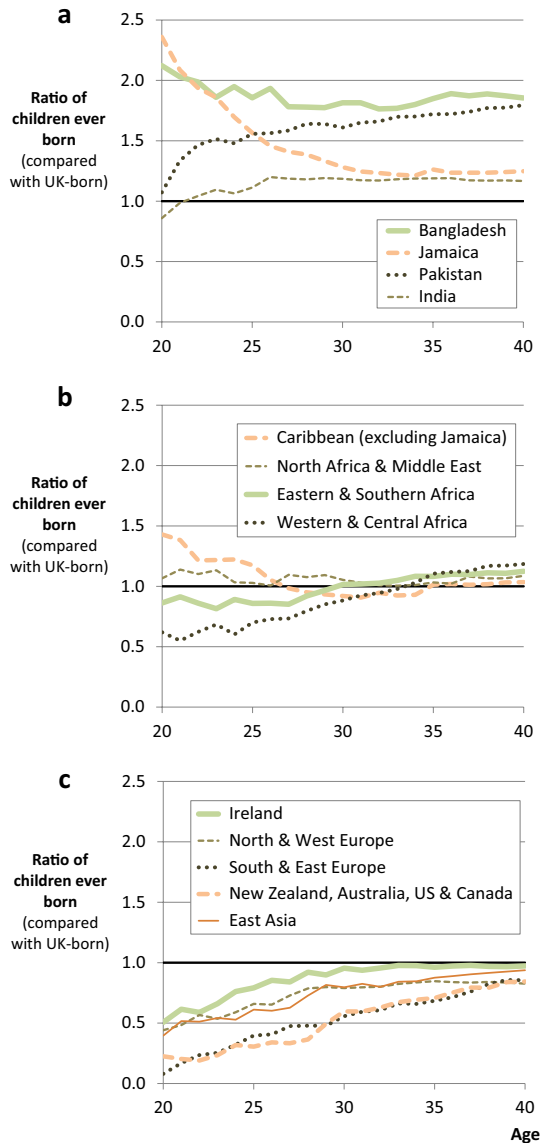 a
Ratio of
children ever
born
(compared
with UK-born)
2.5
2.0
1.5
1.0
0.5
0.0
Bangladesh
Jamaica
Pakistan
India
20 25 30 35 40
b
Ratio of
children ever
born
(compared
with UK-born)
2.5
2.0
1.5
1.0
0.5
0.0
Caribbean (excluding Jamaica)
North Africa & Middle East
Eastern & Southern Africa
Western & Central Africa
20 25 30 35 40
c
Ratio of
children ever
born
(compared
with UK-born)
2.5
2.0
1.5
1.0
0.5
0.0
Ireland
North & West Europe
South & East Europe
New Zealand, Australia, US & Canada
East Asia
20 25 30 35 40
Age